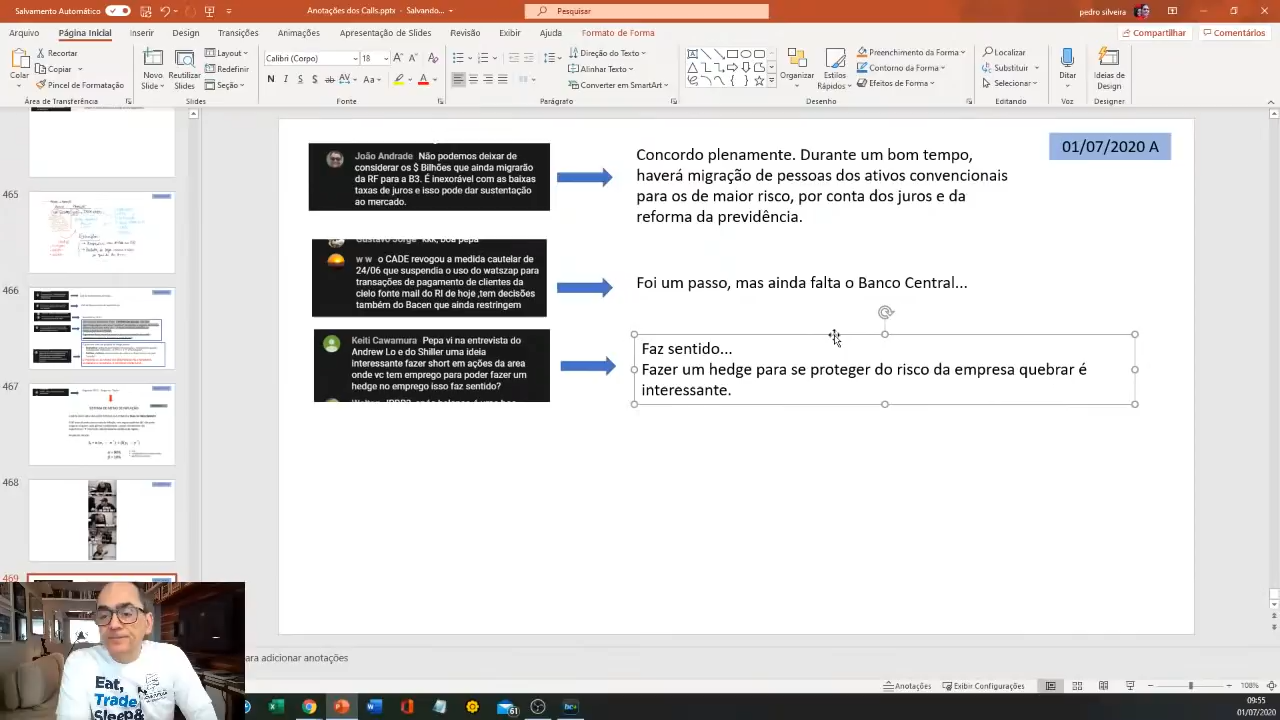 Salvamento Automático
Anotações dos Calls.pptx - Salvando...
Pesquisar
pedro silveira
Arquivo
Página Inicial
Inserir
Design
Transições
Animações
Apresentação de Slides
Revisão
Exibir
Ajuda
Formato de Forma
Compartilhar
Comentários
Colar
Recortar
Copiar
Pincel de Formatação
Área de Transferência
Novo Slide
Reutilizar Slides
Layout
Redefinir
Seção
Slides
Calibri (Corpo)
18
N I S S ab AV Aa
Fonte
Direção do Texto
Alinhar Texto
Converter em SmartArt
Parágrafo
Organizar
Estilos Rápidos
Preenchimento da Forma
Contorno da Forma
Efeitos de Forma
Desenho
Localizar
Substituir
Selecionar
Editando
Ditar
Voz
Ideias de Design
Designer
465
466
467
468
469
01/07/2020 A
João Andrade Não podemos deixar de
considerar os $ Bilhões que ainda migrarão
da RF para a B3. É inexorável com as baixas
taxas de juros e isso pode dar sustentação
ao mercado.
Concordo plenamente. Durante um bom tempo,
haverá migração de pessoas dos ativos convencionais
para os de maior risco, por conta dos juros e da
reforma da previdência.
Gustavo Jorge kkk, boa pepa
w w o CADE revogou a medida cautelar de
24/06 que suspendia o uso do watszap para
transações de pagamento de clientes da
cielo fonte mail do RI de hoje ,tem decisões
também do Bacen que ainda restringem
Foi um passo, mas ainda falta o Banco Central...
Keiti Cawamura Pepa vi na entrevista do
Andrew Lo e do Shiller uma ideia
interessante fazer short em ações da area
onde vc tem emprego para poder fazer um
hedge no emprego isso faz sentido?
Faz sentido...
Fazer um hedge para se proteger do risco da empresa quebrar é
interessante.
Eat,
Trade
Sleep&
ara adicionar anotações
Anotações
Exibir Configurações
108%
61
09:55
01/07/2020